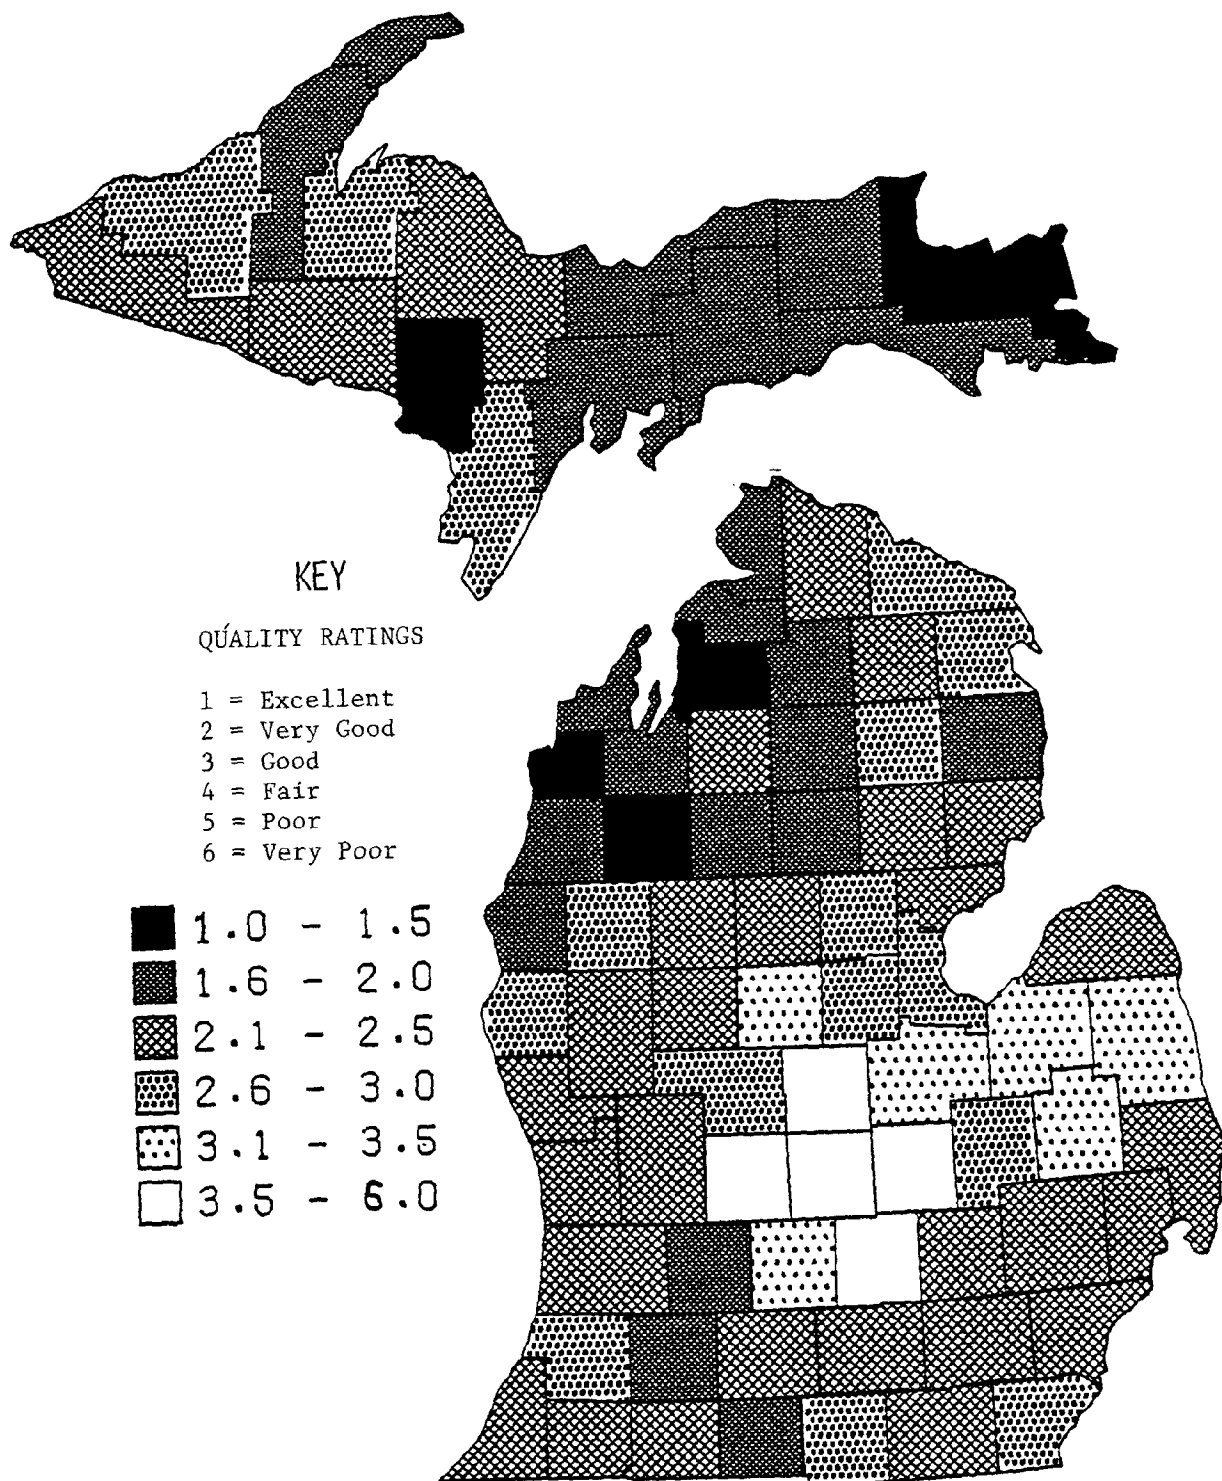 KEY
QUALITY RATINGS
1 = Excellent
2 = Very Good
3 = Good
4 = Fair
5 = Poor
6 = Very Poor
1.0 - 1.5
1.6 - 2.0
2.1 - 2.5
2.6 - 3.0
3.1 - 3.5
3.5 - 6.0